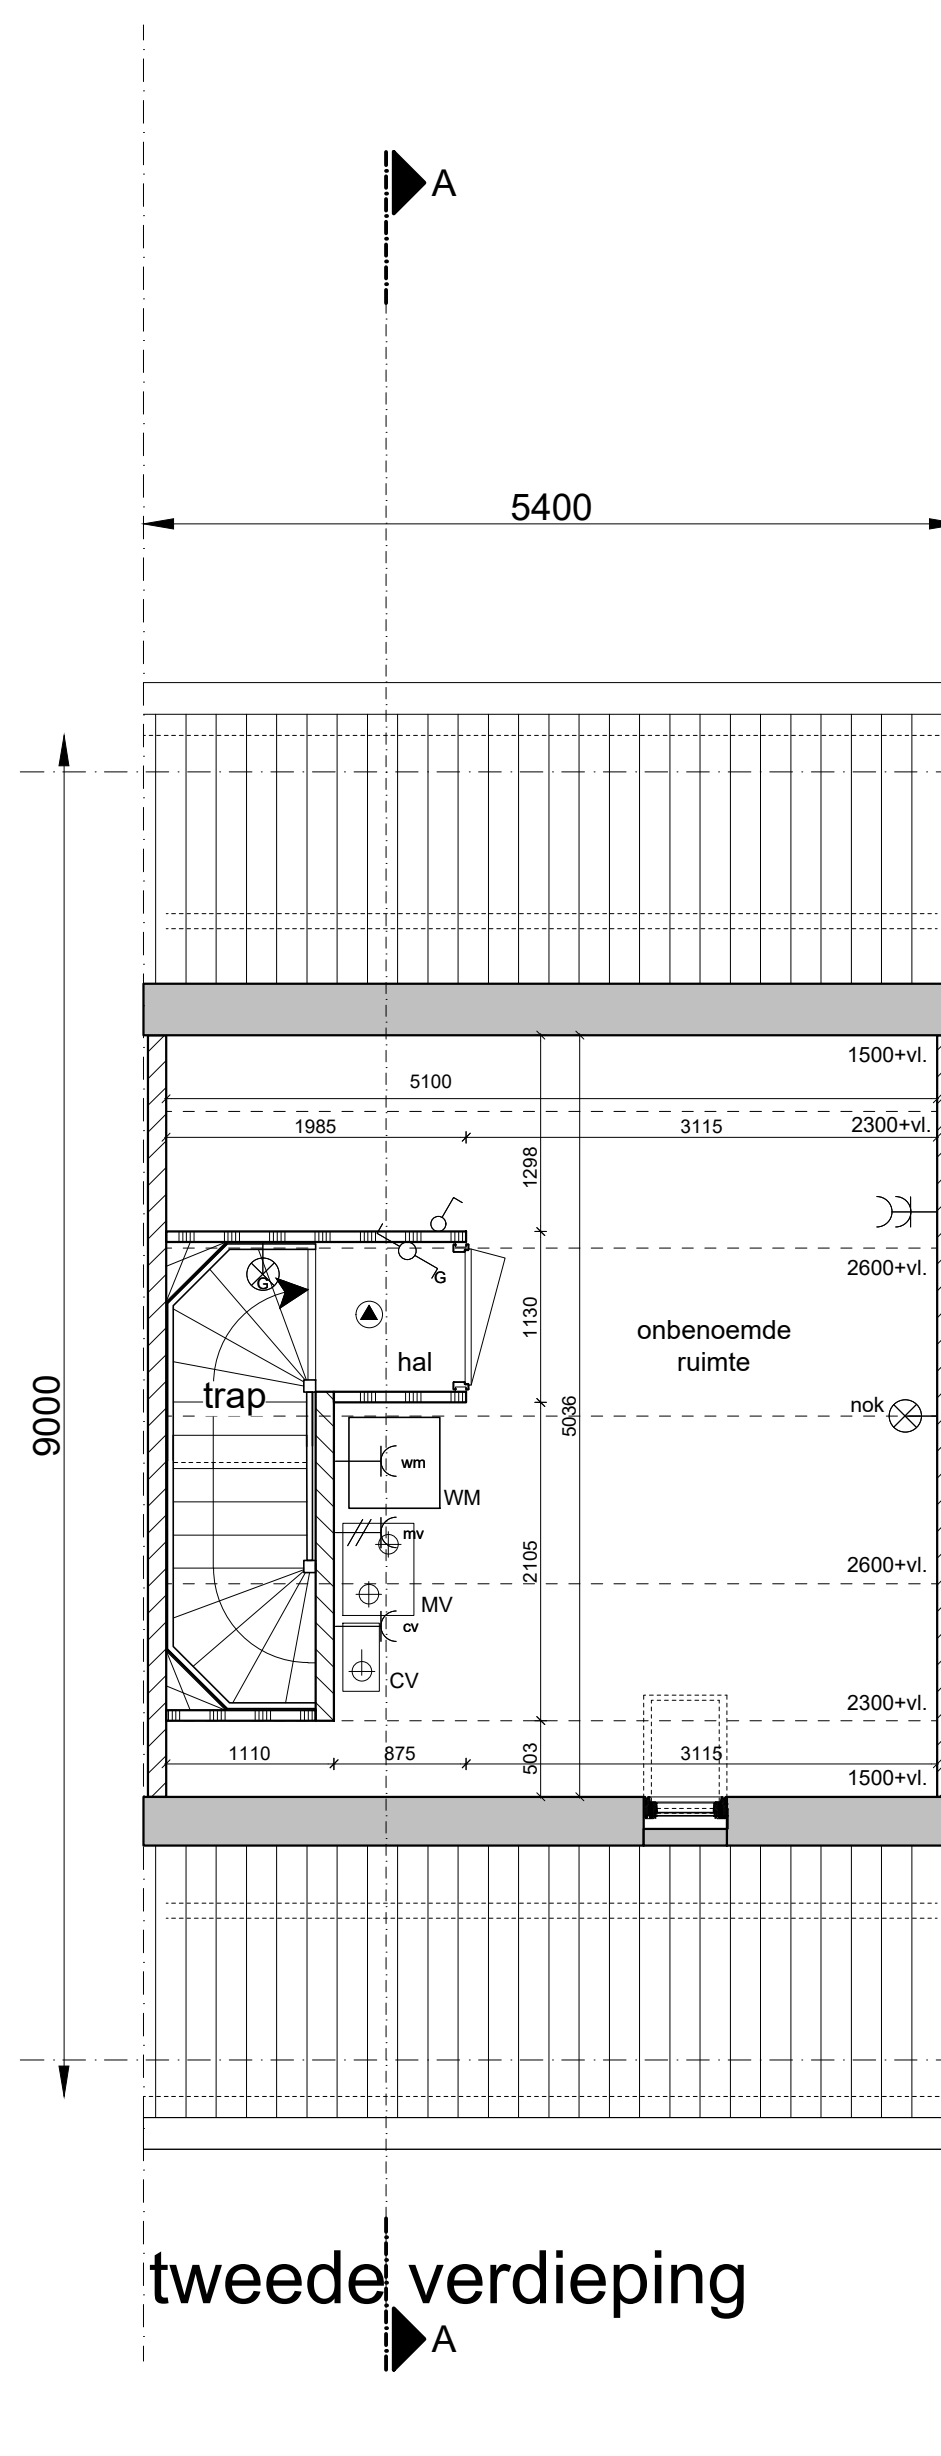 A
5400
9000
1500+vl.
5100
2300+vl.
1985
3115
1298
G
G
2600+vl.
1130
onbenoemde
ruimte
hal
trap
nok
5036
wm
WM
mv
2105
2600+vl.
MV
cv
CV
2300+vl.
1110
875
503
3115
1500+vl.
tweede verdieping
A